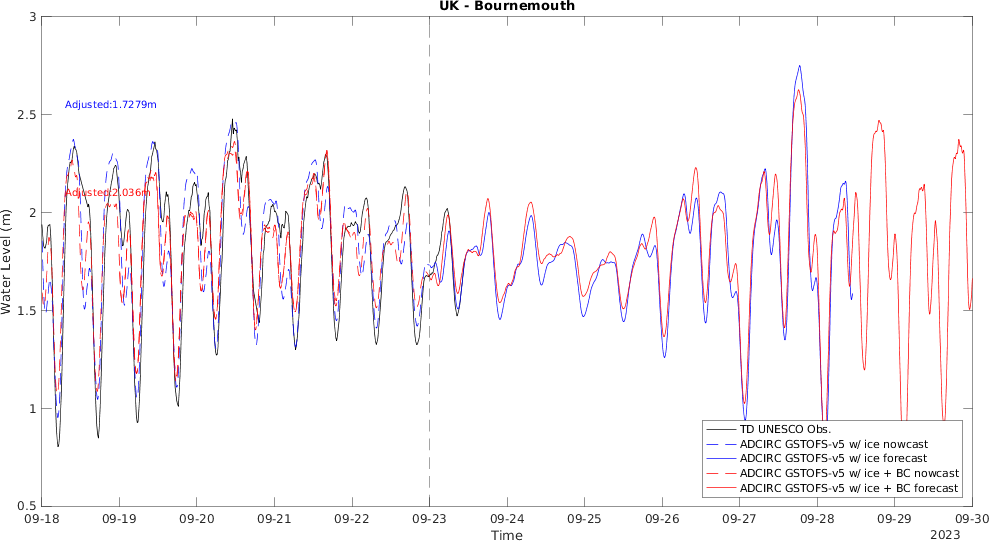 UK - Bournemouth
3
2.5
2
1.5
1
0.5
Water Level (m)
Adjusted:1.7279m
Adjusted:2.036m
TD UNESCO Obs.
ADCIRC GSTOFS-v5 w/ ice nowcast
ADCIRC GSTOFS-v5 w/ ice forecast
ADCIRC GSTOFS-v5 w/ ice + BC nowcast
ADCIRC GSTOFS-v5 w/ ice + BC forecast
09-18 09-19 09-20 09-21 09-22 09-23 09-24 09-25 09-26 09-27 09-28 09-29 09-30
Time
2023